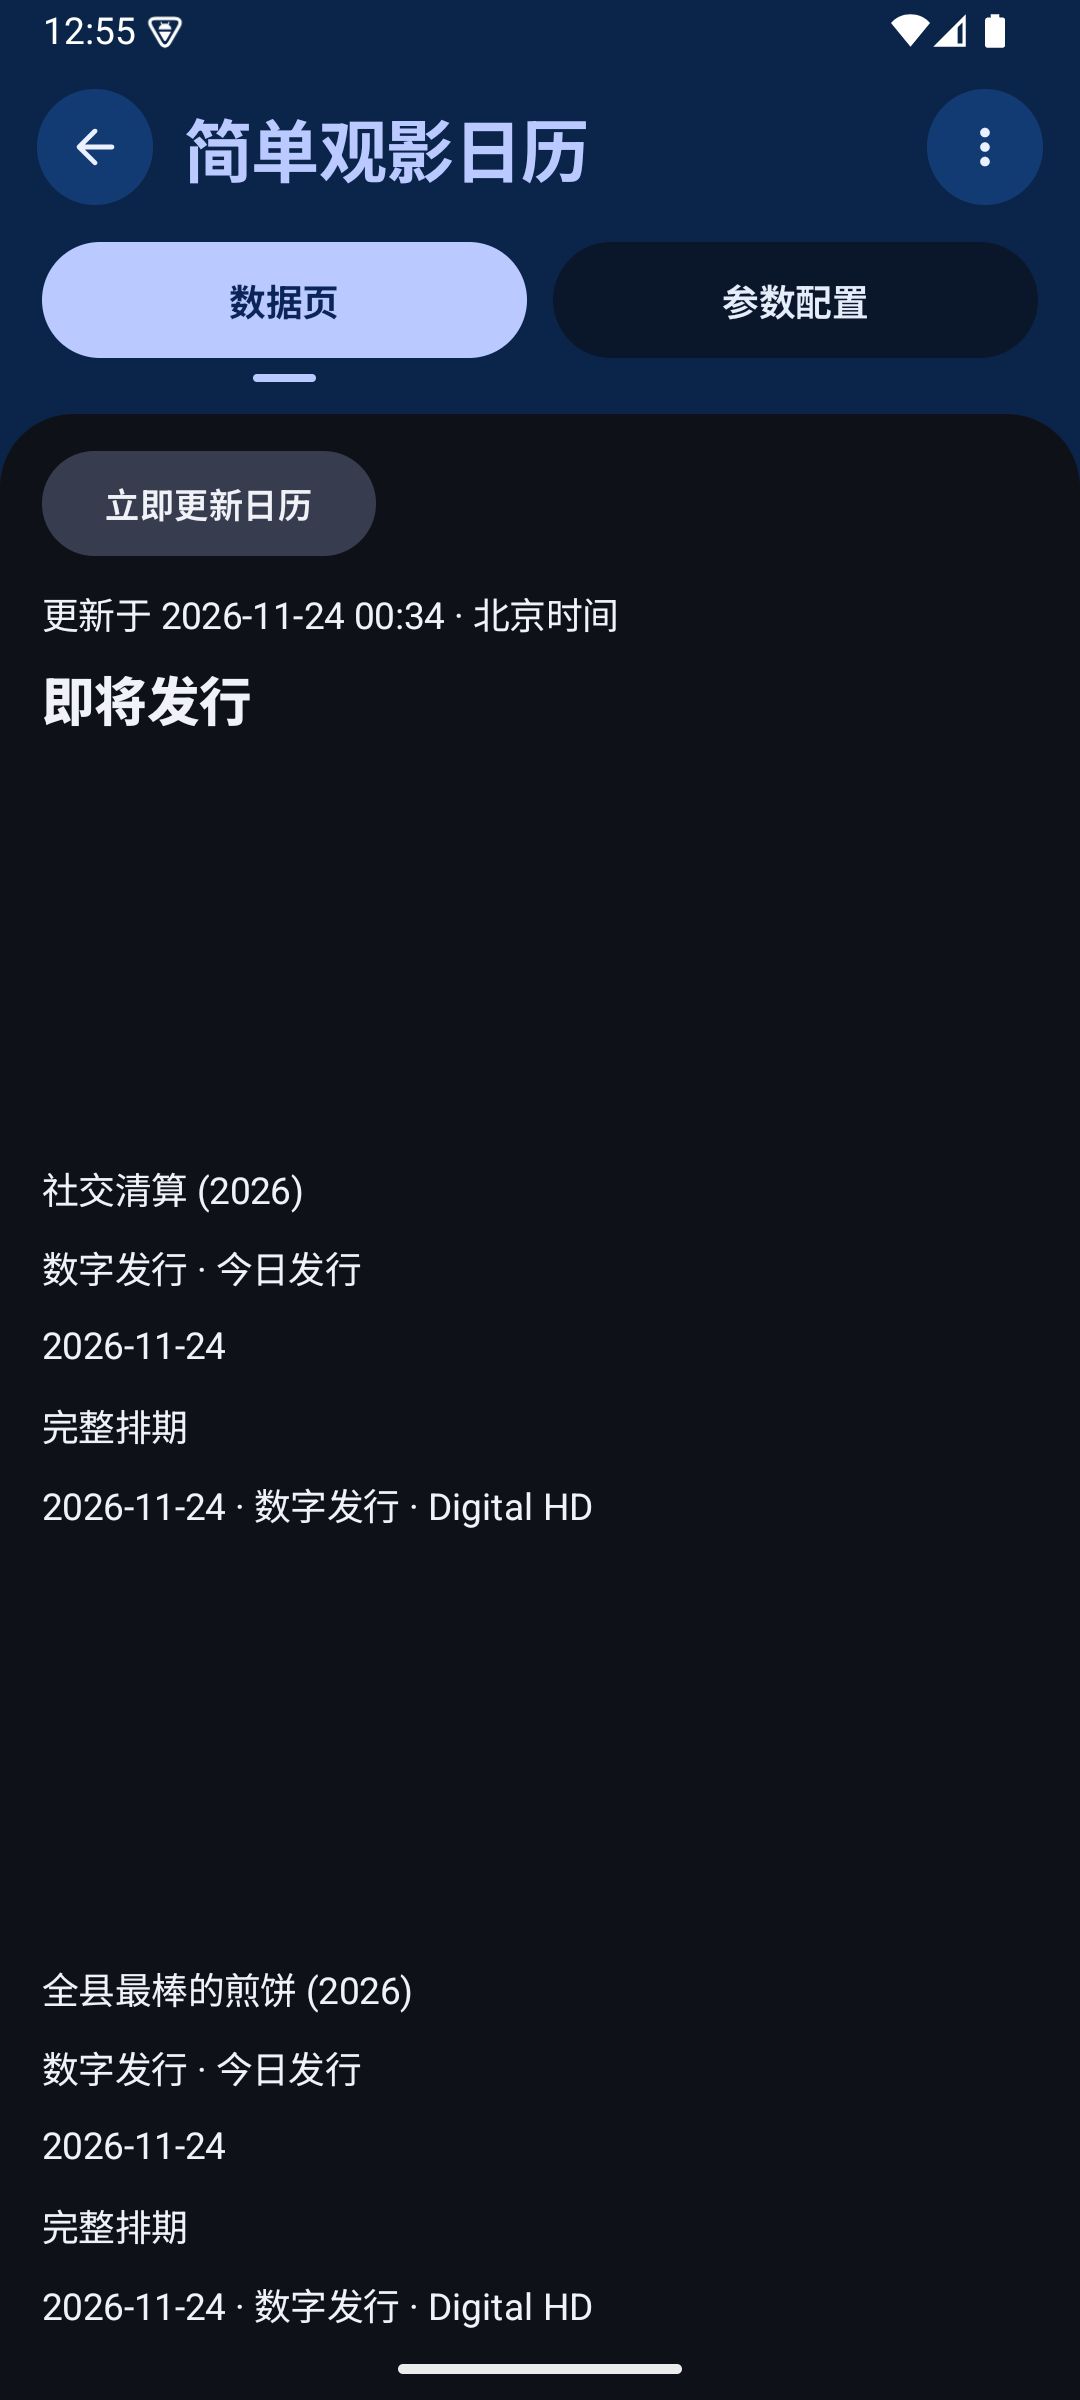 12:55
简单观影日历
数据页
参数配置
立即更新日历
更新于 2026-11-24 00:34 · 北京时间
即将发行
社交清算 (2026)
数字发行 · 今日发行
2026-11-24
完整排期
2026-11-24 · 数字发行 · Digital HD
全县最棒的煎饼 (2026)
数字发行 · 今日发行
2026-11-24
完整排期
2026-11-24 · 数字发行 · Digital HD